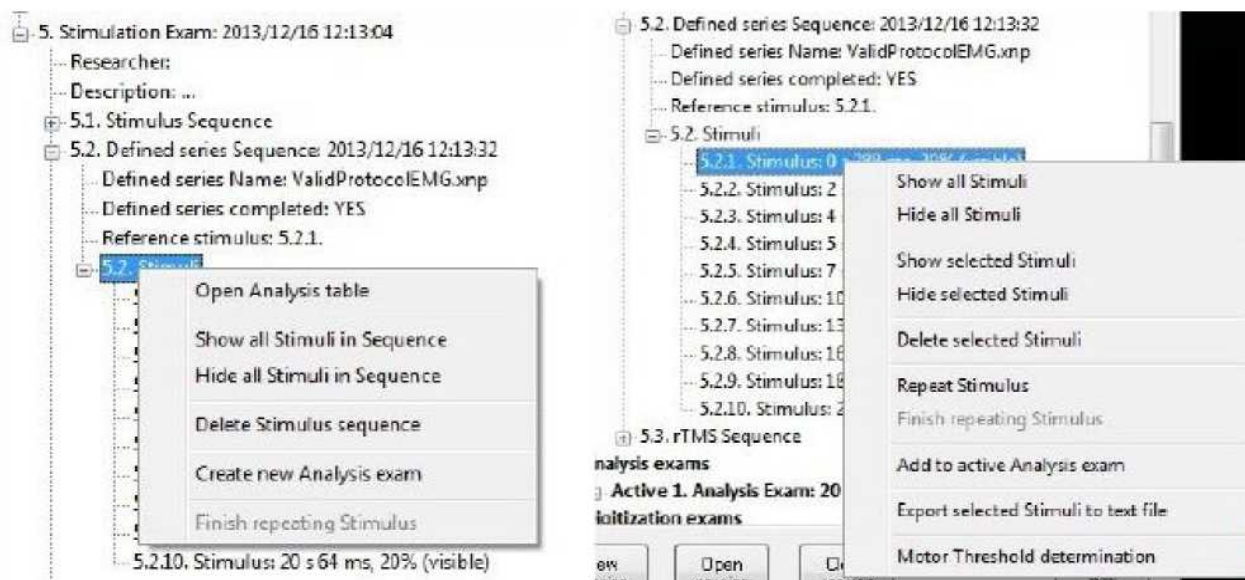 5. Stimulation Exam: 2013/12/16 12:13:04
Researcher:
Description: ...
5.1. Stimulus Sequence
5.2. Defined series Sequence: 2013/12/16 12:13:32
Defined series Name: ValidProtocolEMG.xnp
Defined series completed: YES
Reference stimulus: 5.2.1.
5.2. Stimuli
Open Analysis table
Show all Stimuli in Sequence
Hide all Stimuli in Sequence
Delete Stimulus sequence
Create new Analysis exam
Finish repeating Stimulus
5.2.10. Stimulus: 20 s 64 ms, 20% (visible)
5.2. Defined series Sequence: 2013/12/16 12:13:32
Defined series Name: ValidProtocolEMG.xnp
Defined series completed: YES
Reference stimulus: 5.2.1.
5.2. Stimuli
5.2.1. Stimulus: 0 s 288 ms, 20% (visible)
5.2.2. Stimulus: 2
5.2.3. Stimulus: 4
5.2.4. Stimulus: 5
5.2.5. Stimulus: 7
5.2.6. Stimulus: 10
5.2.7. Stimulus: 13
5.2.8. Stimulus: 16
5.2.9. Stimulus: 18
5.2.10. Stimulus: 2
5.3. rTMS Sequence
nalysis exams
Active 1. Analysis Exam: 20
igitization exams
ew
Open
Show all Stimuli
Hide all Stimuli
Show selected Stimuli
Hide selected Stimuli
Delete selected Stimuli
Repeat Stimulus
Finish repeating Stimulus
Add to active Analysis exam
Export selected Stimuli to text file
Motor Threshold determination